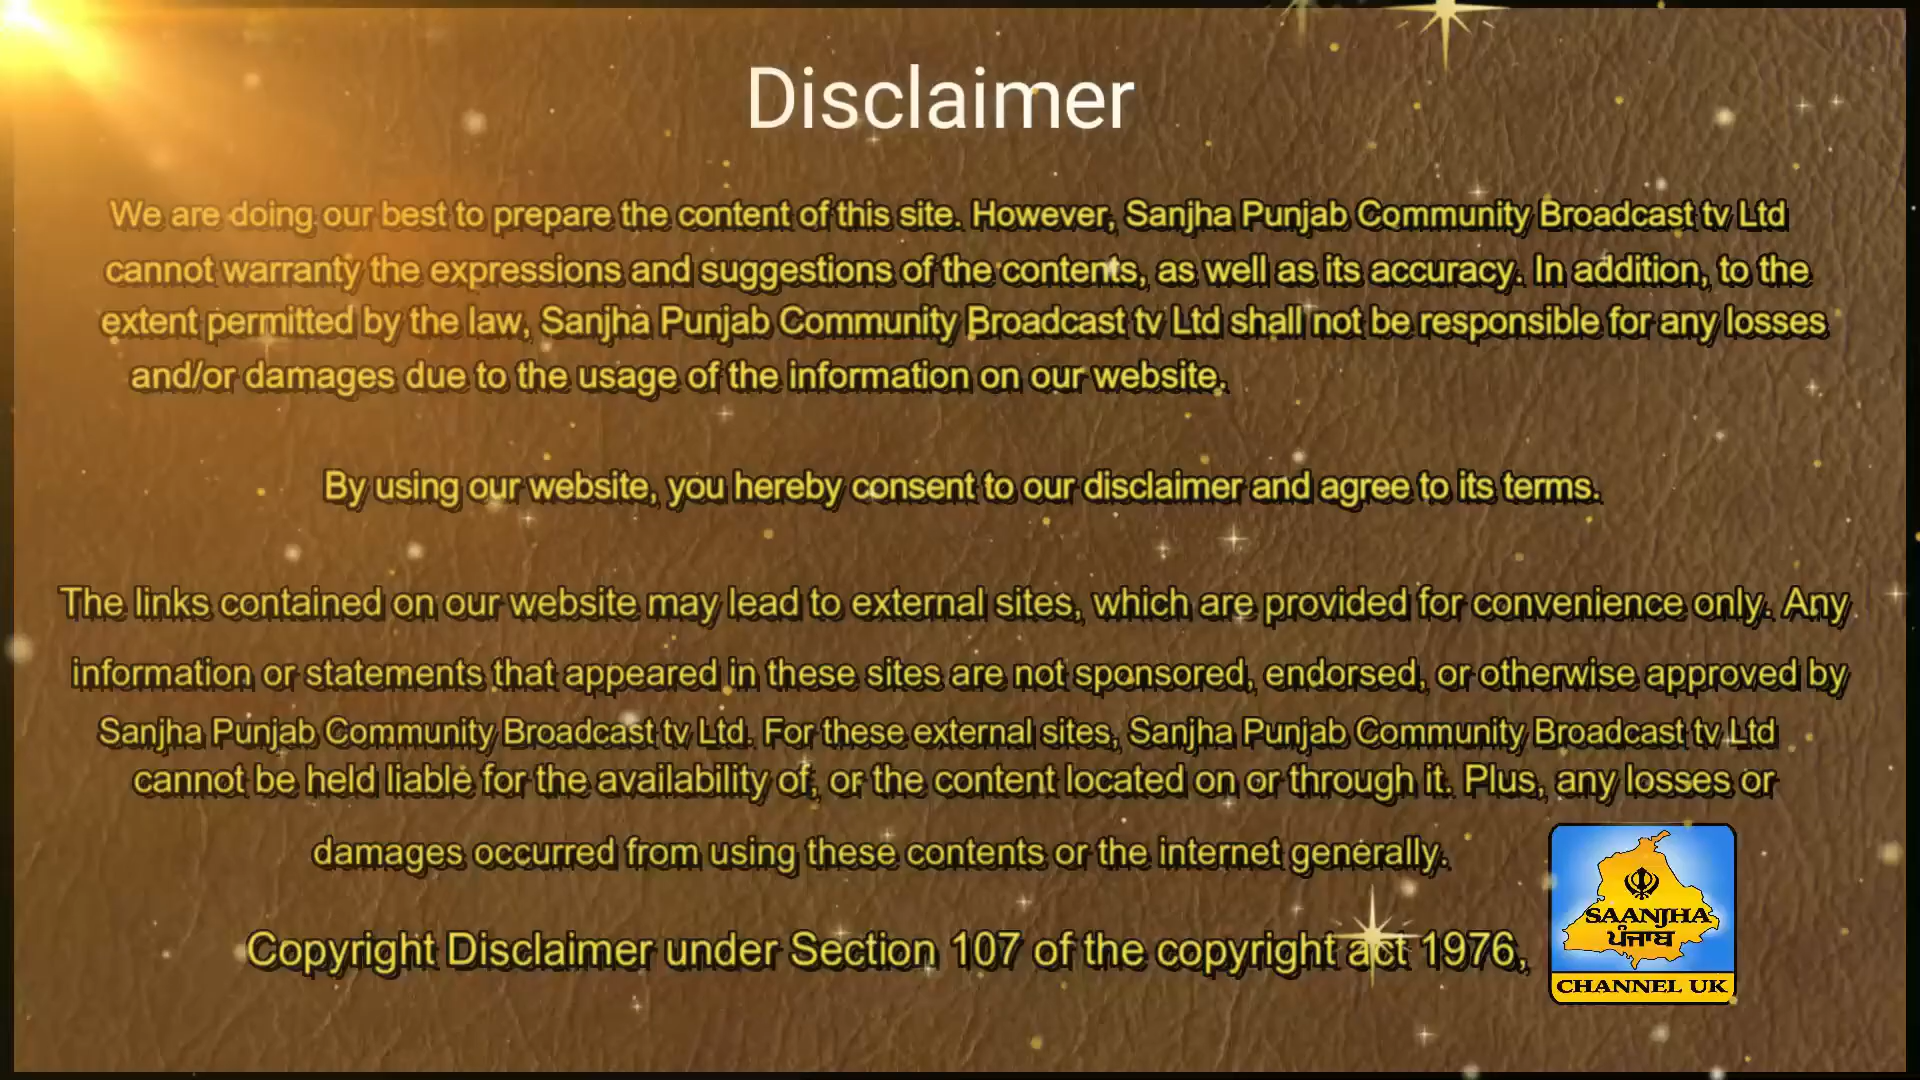 Disclaimer
We are doing our best to prepare the content of this site. However, Sanjha Punjab Community Broadcast tv Ltd
cannot warranty the expressions and suggestions of the contents, as well as its accuracy. In addition, to the
extent permitted by the law, Sanjha Punjab Community Broadcast tv Ltd shall not be responsible for any losses
and/or damages due to the usage of the information on our website.
By using our website, you hereby consent to our disclaimer and agree to its terms.
The links contained on our website may lead to external sites, which are provided for convenience only. Any
information or statements that appeared in these sites are not sponsored, endorsed, or otherwise approved by
Sanjha Punjab Community Broadcast tv Ltd. For these external sites, Sanjha Punjab Community Broadcast tv Ltd
cannot be held liable for the availability of, or the content located on or through it. Plus, any losses or
damages occurred from using these contents or the internet generally.
Copyright Disclaimer under Section 107 of the copyright act 1976,
SAANJHA
ਪੰਜਾਬ
CHANNEL UK